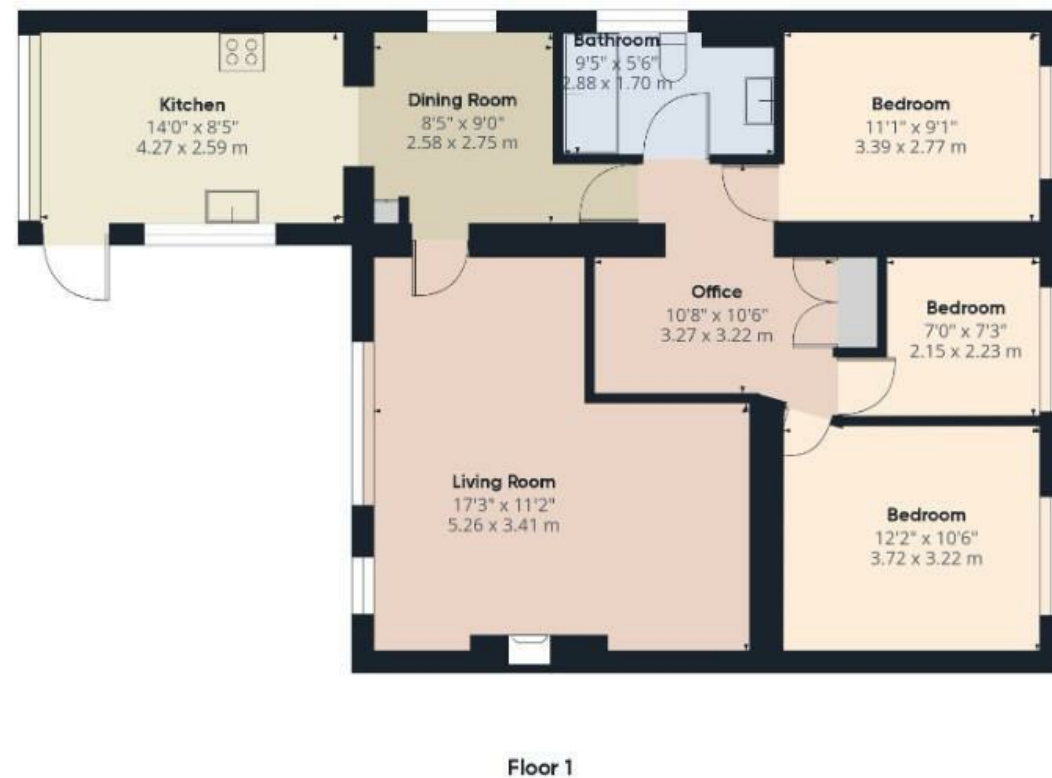 Kitchen
14'0" x 8'5"
4.27 x 2.59 m
Dining Room
8'5" x 9'0"
2.58 x 2.75 m
Bathroom
9'5" x 5'6"
2.88 x 1.70 m
Bedroom
11'1" x 9'1"
3.39 x 2.77 m
Office
10'8" x 10'6"
3.27 x 3.22 m
Bedroom
7'0" x 7'3"
2.15 x 2.23 m
Living Room
17'3" x 11'2"
5.26 x 3.41 m
Bedroom
12'2" x 10'6"
3.72 x 3.22 m
Floor 1